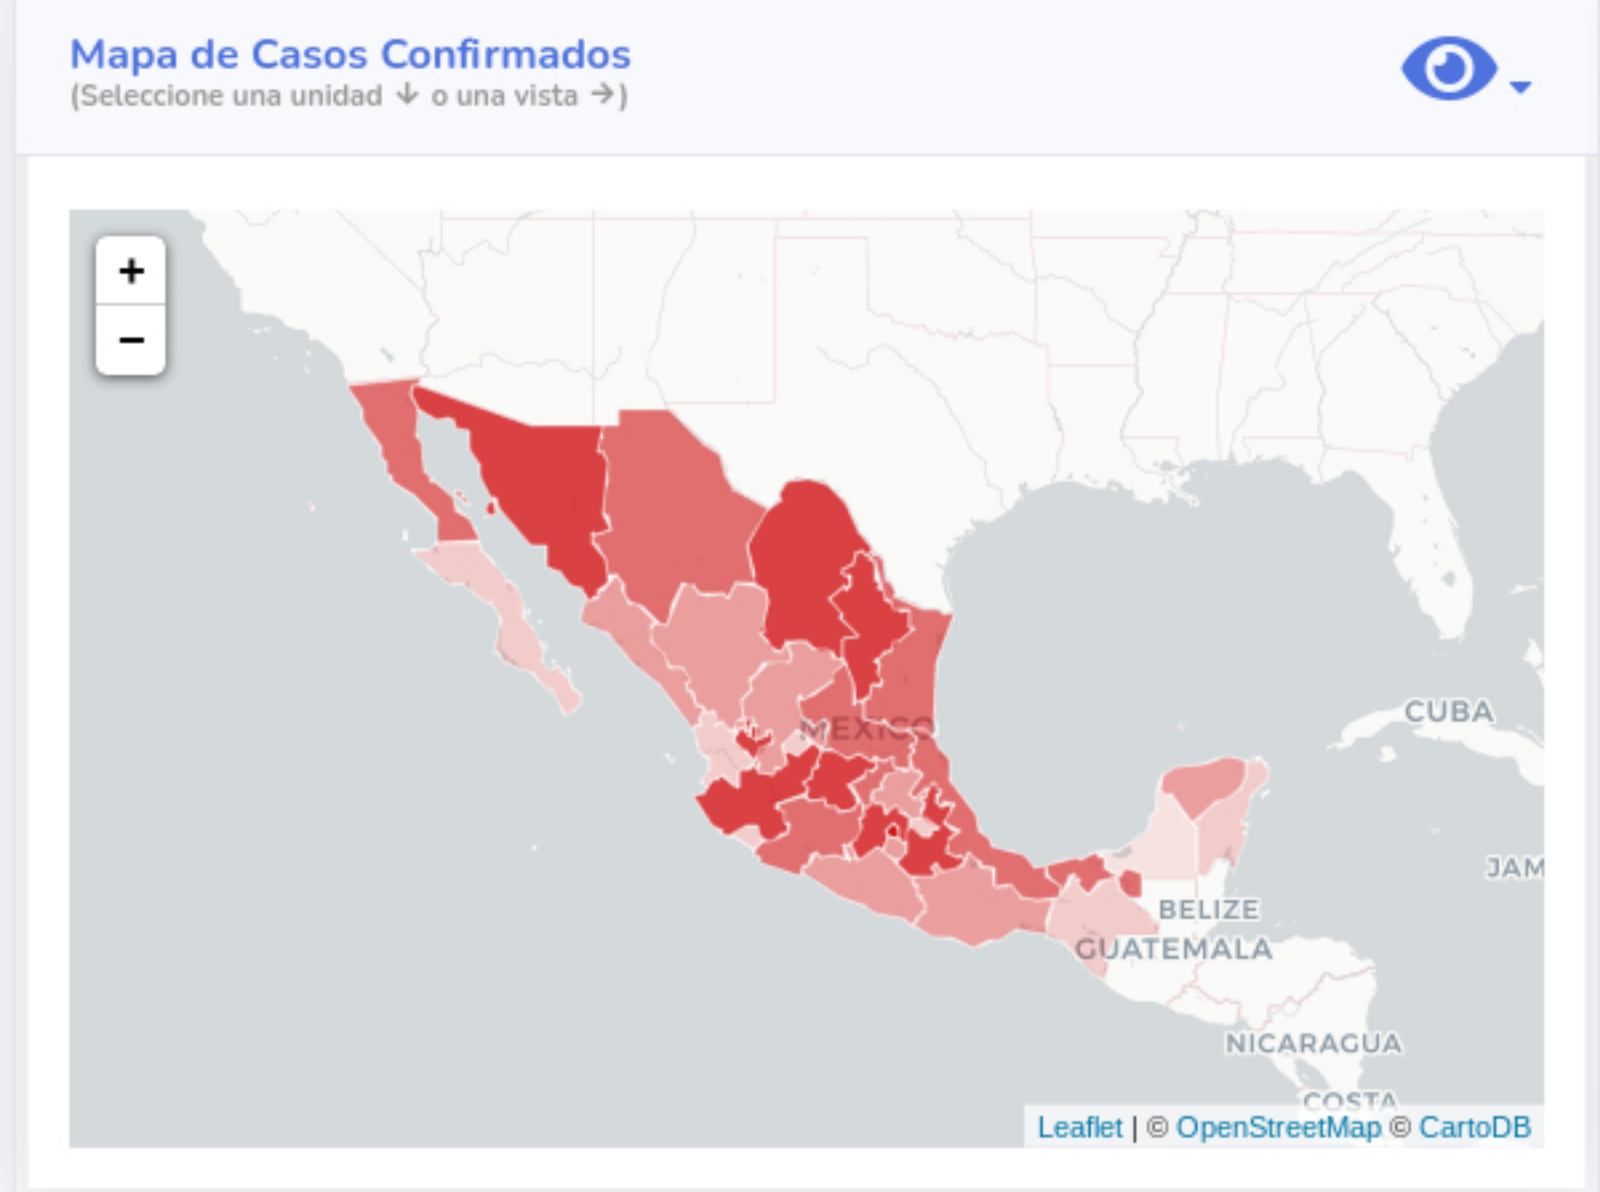 Mapa de Casos Confirmados
(Seleccione una unidad ↓ o una vista →)
+
−
MEXICO
CUBA
JAM
BELIZE
GUATEMALA
NICARAGUA
COSTA
Leaflet | © OpenStreetMap © CartoDB